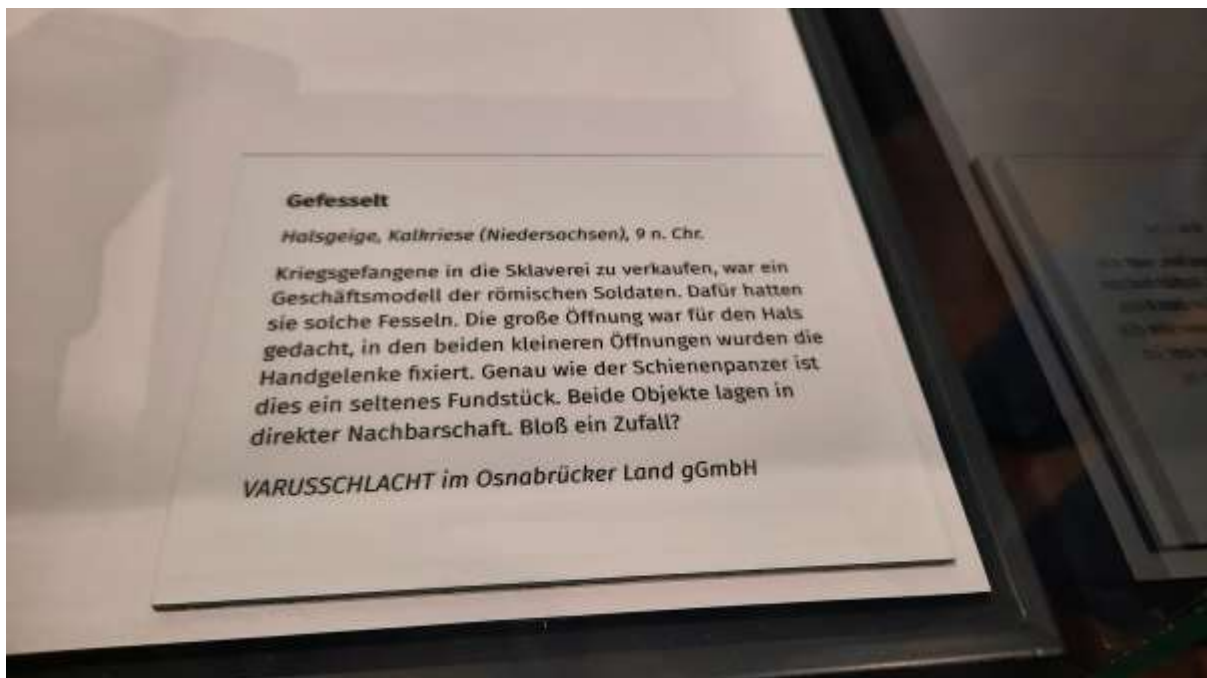 Gefesselt
Halsgeige, Kalkriese (Niedersachsen), 9 n. Chr.
Kriegsgefangene in die Sklaverei zu verkaufen, war ein
Geschäftsmodell der römischen Soldaten. Dafür hatten
sie solche Fesseln. Die große Öffnung war für den Hals
gedacht, in den beiden kleineren Öffnungen wurden die
Handgelenke fixiert. Genau wie der Schienenpanzer ist
dies ein seltenes Fundstück. Beide Objekte lagen in
direkter Nachbarschaft. Bloß ein Zufall?
VARUSSCHLACHT im Osnabrücker Land gGmbH